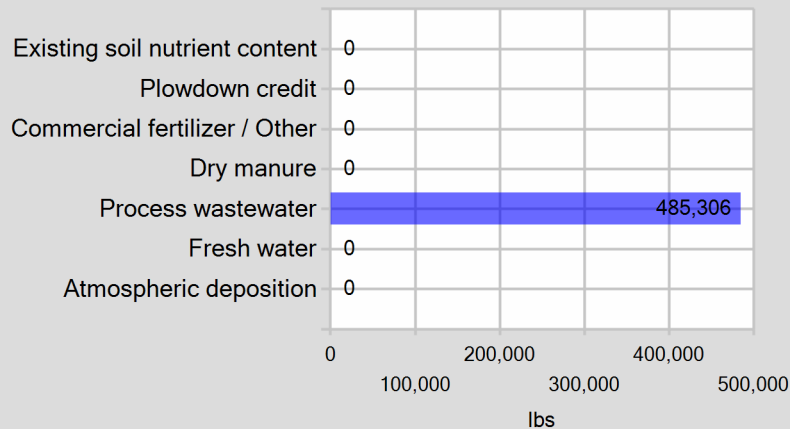 Existing soil nutrient content 0
Plowdown credit 0
Commercial fertilizer / Other 0
Dry manure 0
Process wastewater 485,306
Fresh water 0
Atmospheric deposition 0
0 200,000 400,000
100,000 300,000 500,000
lbs